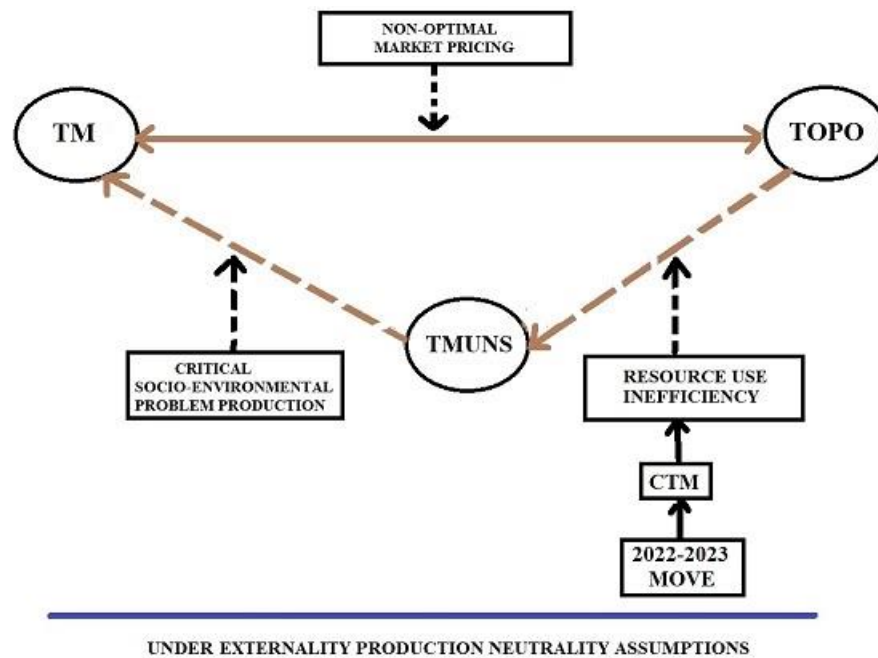 NON-OPTIMAL
MARKET PRICING
TM
TOPO
TMUNS
CRITICAL
SOCIO-ENVIRONMENTAL
PROBLEM PRODUCTION
RESOURCE USE
INEFFICIENCY
CTM
2022-2023
MOVE
UNDER EXTERNALITY PRODUCTION NEUTRALITY ASSUMPTIONS